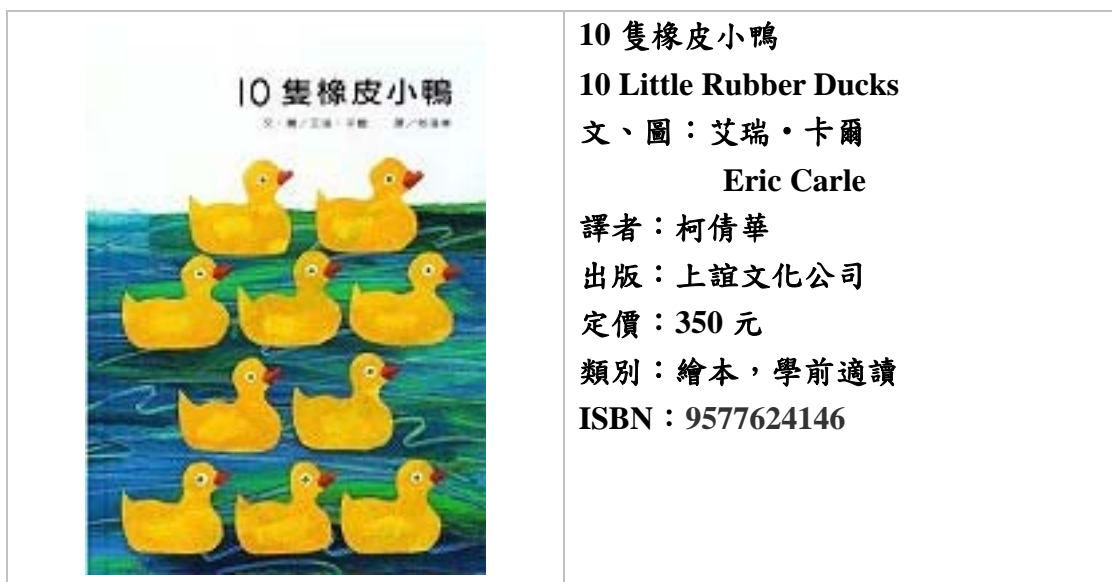 10 隻橡皮小鴨
10 隻橡皮小鴨
10 Little Rubber Ducks
文、圖：艾瑞・卡爾
Eric Carle
譯者：柯倩華
出版：上誼文化公司
定價：350 元
類別：繪本，學前適讀
ISBN：9577624146